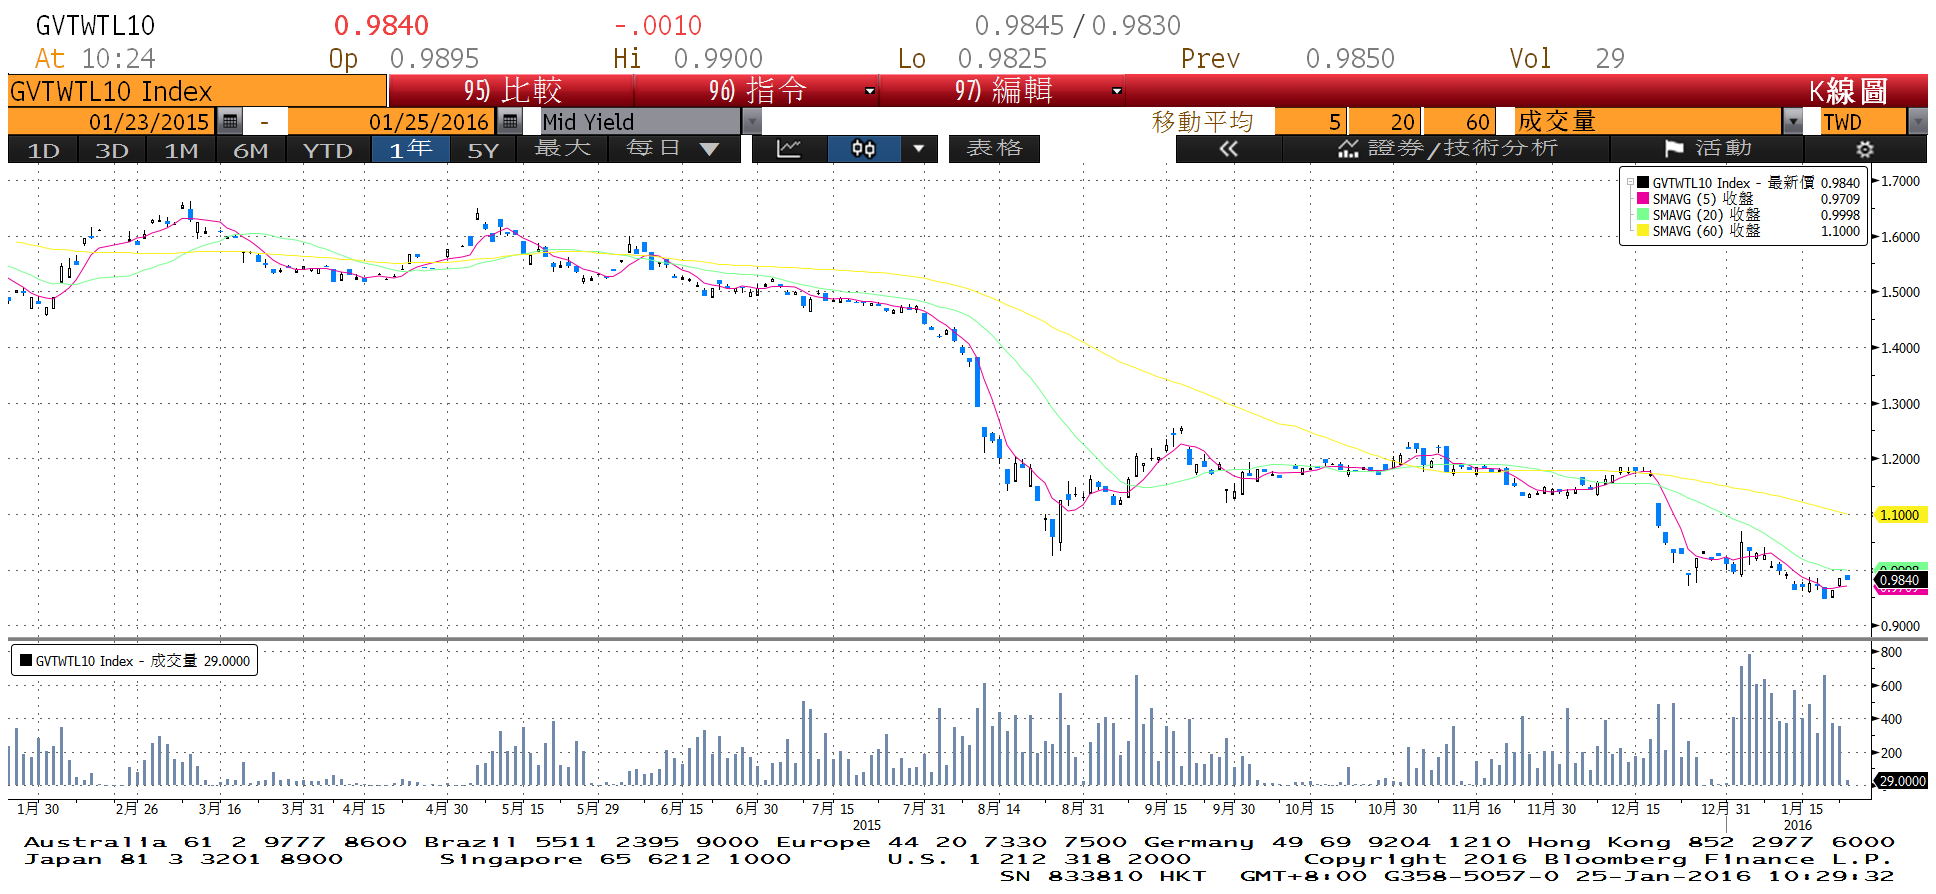 GVTWTL10 0.9840 -.0010 0.9845 / 0.9830
At 10:24 Op 0.9895 Hi 0.9900 Lo 0.9825 Prev 0.9850 Vol 29
GVTWTL10 Index 95) 比較 96) 指令 97) 編輯 K線圖
01/23/2015 - 01/25/2016 Mid Yield 移動平均 5 20 60 成交量 TWD
1D 3D 1M 6M YTD 1年 5Y 最大 每日 表格 證券/技術分析 活動
GVTWTL10 Index - 最新價 0.9840
SMAVG (5) 收盤 0.9709
SMAVG (20) 收盤 0.9998
SMAVG (60) 收盤 1.1000
1.7000
1.6000
1.5000
1.4000
1.3000
1.2000
1.1000
0.9998
0.9840
0.9709
0.9000
GVTWTL10 Index - 成交量 29.0000
800
600
400
200
29.0000
1月 30 2月 26 3月 16 3月 31 4月 15 4月 30 5月 15 5月 29 6月 15 6月 30 7月 15 7月 31 8月 14 8月 31 9月 15 9月 30 10月 15 10月 30 11月 16 11月 30 12月 15 12月 31 1月 15
2015 2016
Australia 61 2 9777 8600 Brazil 5511 2395 9000 Europe 44 20 7330 7500 Germany 49 69 9204 1210 Hong Kong 852 2977 6000
Japan 81 3 3201 8900 Singapore 65 6212 1000 U.S. 1 212 318 2000 Copyright 2016 Bloomberg Finance L.P.
SN 833810 HKT GMT+8:00 G358-5057-0 25-Jan-2016 10:29:32